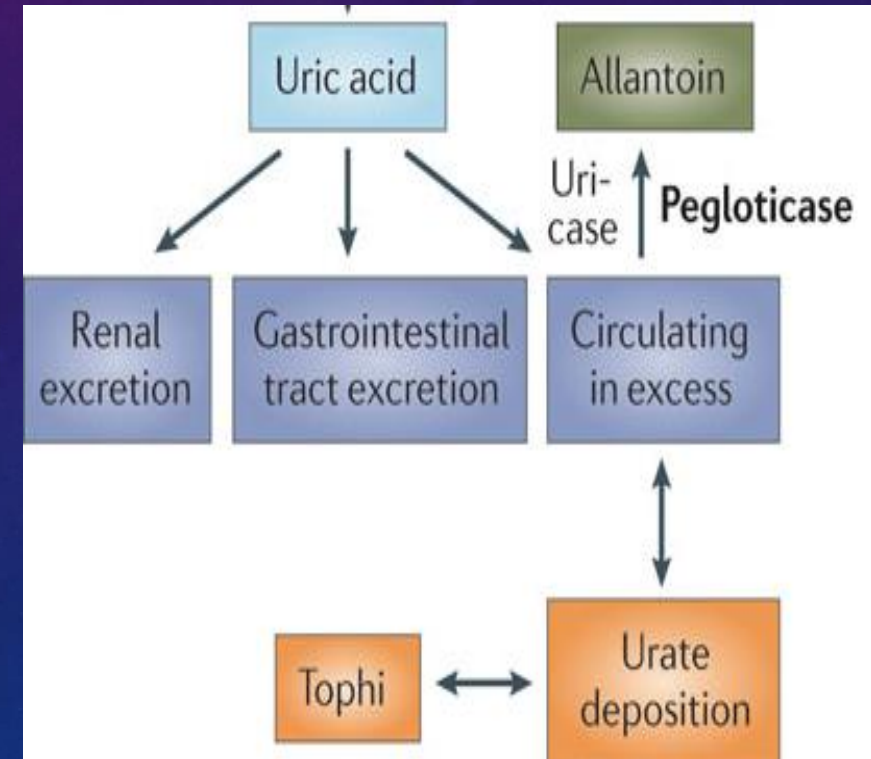 Uric acid
Allantoin
Uri-
case
Pegloticase
Renal
excretion
Gastrointestinal
tract excretion
Circulating
in excess
Tophi
Urate
deposition